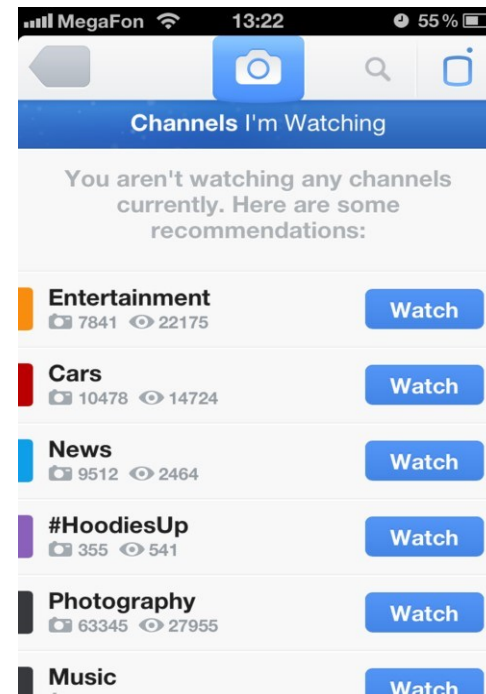 MegaFon 13:22 55%
Channels I'm Watching
You aren't watching any channels
currently. Here are some
recommendations:
Entertainment
7841 22175
Watch
Cars
10478 14724
Watch
News
9512 2464
Watch
#HoodiesUp
355 541
Watch
Photography
63345 27955
Watch
Music
Watch